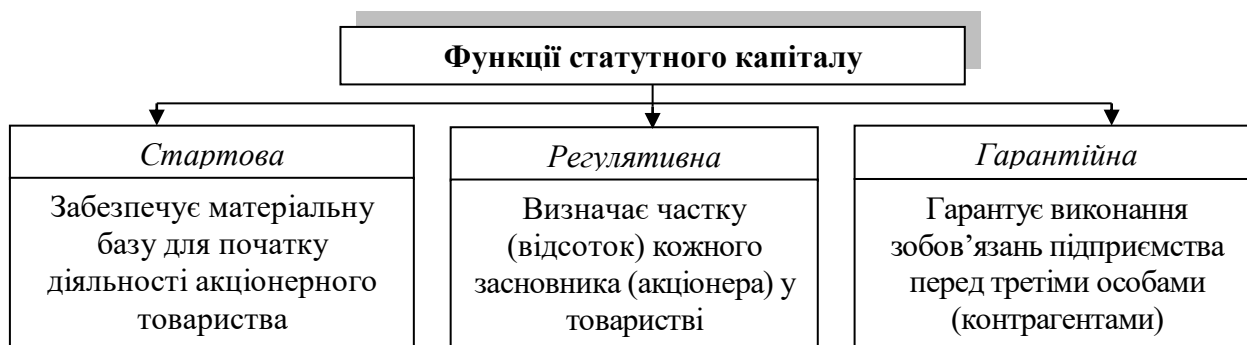 Функції статутного капіталу
Стартова
Забезпечує матеріальну
базу для початку
діяльності акціонерного
товариства
Регулятивна
Визначає частку
(відсоток) кожного
засновника (акціонера) у
товаристві
Гарантійна
Гарантує виконання
зобов’язань підприємства
перед третіми особами
(контрагентами)